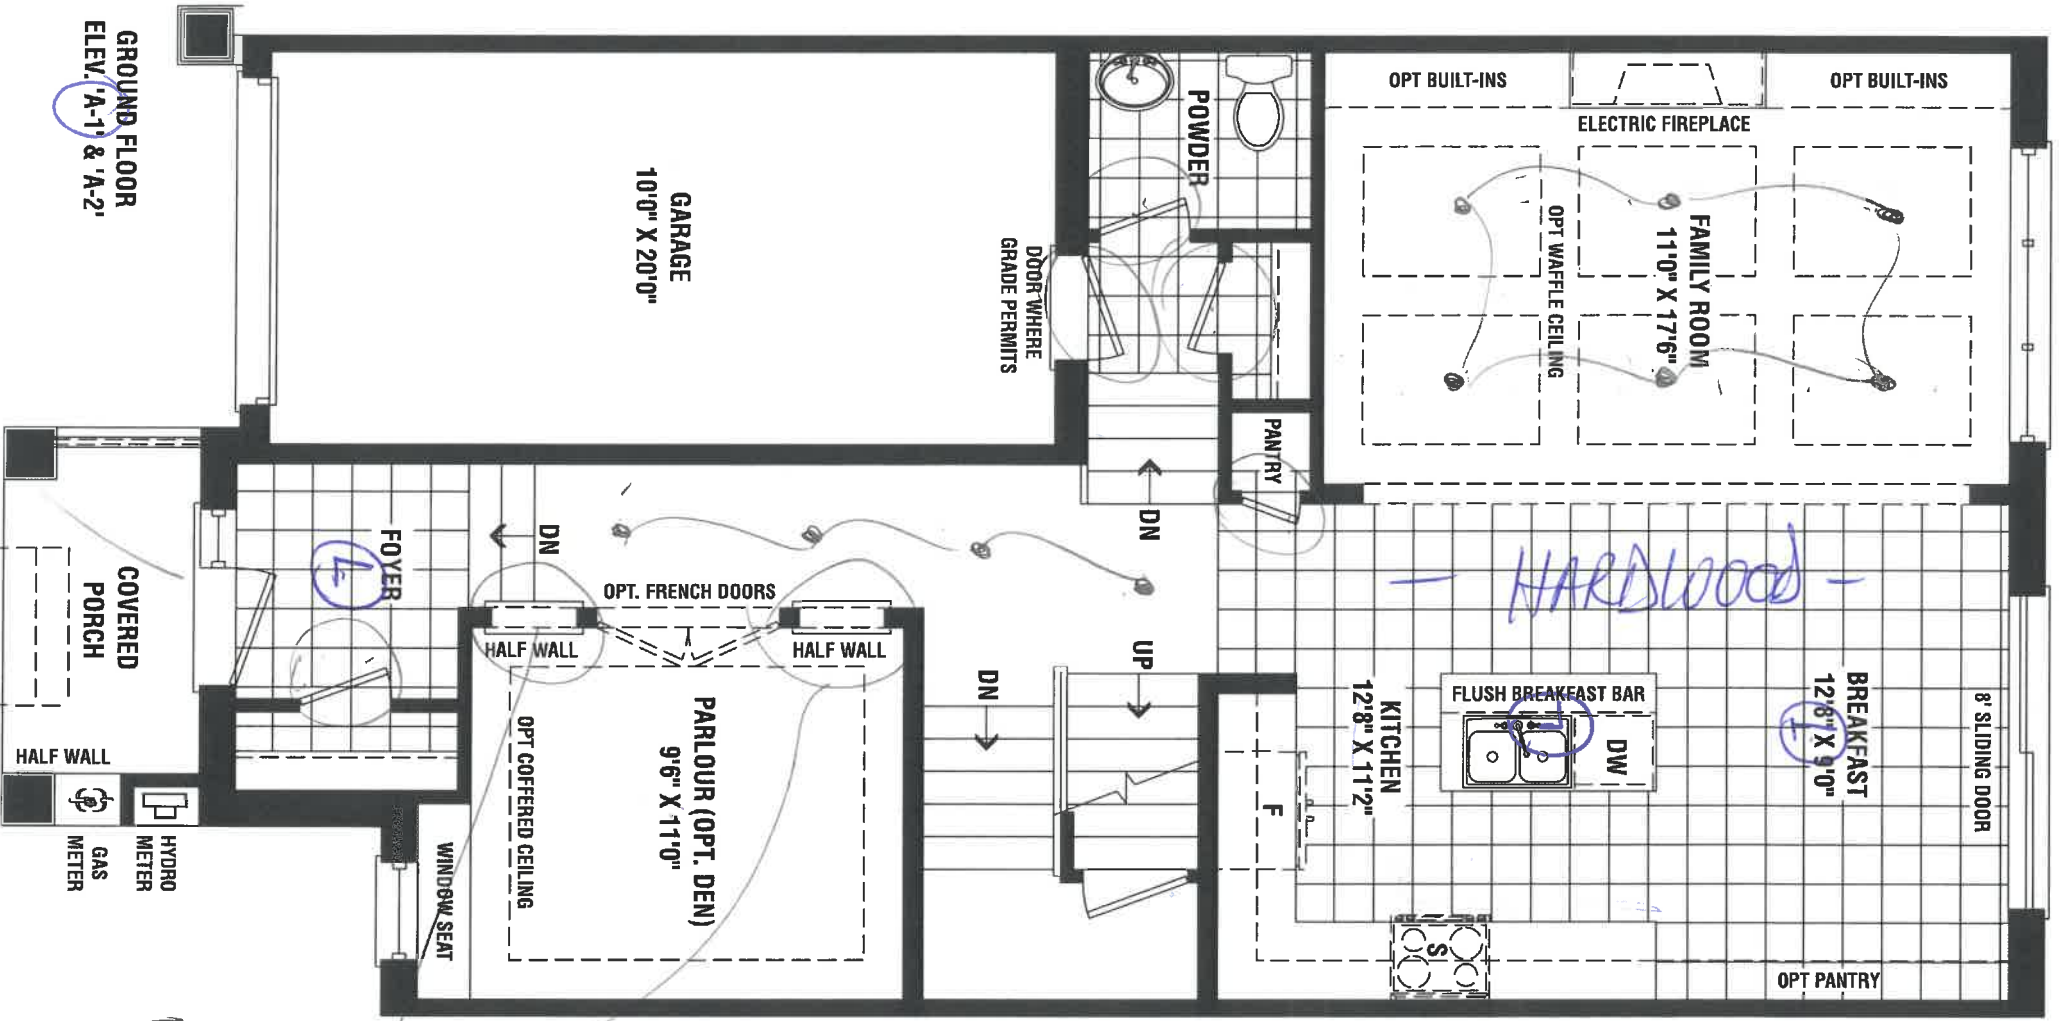 GROUND FLOOR
ELEV. 'A-1' & 'A-2'
GARAGE
10'0" X 20'0"
DOOR WHERE
GRADE PERMITS
POWDER
OPT BUILT-INS
OPT BUILT-INS
ELECTRIC FIREPLACE
FAMILY ROOM
11'0" X 17'6"
OPT WAFFLE CEILING
PANTRY
DN
DN
FOYER
COVERED
PORCH
HALF WALL
GAS
METER
HYDRO
METER
OPT. FRENCH DOORS
HALF WALL
HALF WALL
PARLOUR (OPT. DEN)
9'6" X 11'0"
OPT COFFERED CEILING
WINDOW SEAT
UP
DN
- HARDWOOD -
BREAKFAST
12'8" X 9'0"
8' SLIDING DOOR
FLUSH BREAKFAST BAR
DW
KITCHEN
12'8" X 11'2"
F
S
OPT PANTRY